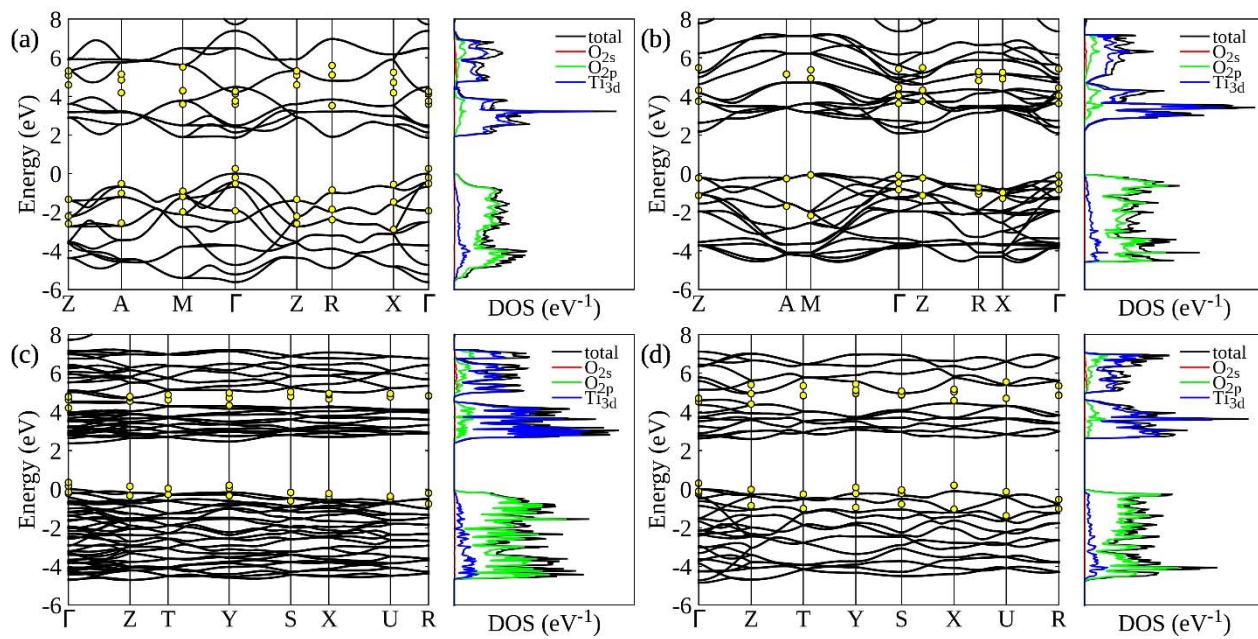 (a)
8
6
4
2
0
-2
-4
-6
Energy (eV)
Z A M Γ Z R X Γ
total
O2s
O2p
Ti3d
DOS (eV-1)
(b)
8
6
4
2
0
-2
-4
-6
Energy (eV)
Z A M Γ Z R X Γ
total
O2s
O2p
Ti3d
DOS (eV-1)
(c)
8
6
4
2
0
-2
-4
-6
Energy (eV)
Γ Z T Y S X U R
total
O2s
O2p
Ti3d
DOS (eV-1)
(d)
8
6
4
2
0
-2
-4
-6
Energy (eV)
Γ Z T Y S X U R
total
O2s
O2p
Ti3d
DOS (eV-1)